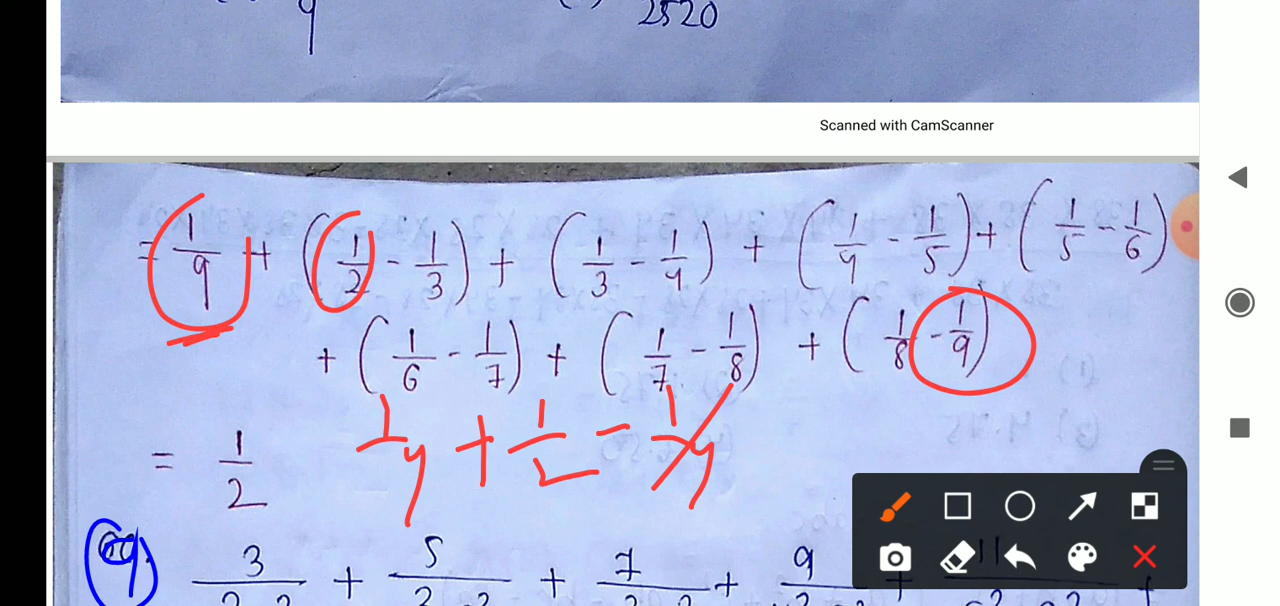 9 2520
Scanned with CamScanner
= 1/9 + (1/2 - 1/3) + (1/3 - 1/4) + (1/4 - 1/5) + (1/5 - 1/6)
+ (1/6 - 1/7) + (1/7 - 1/8) + (1/8 - 1/9)
= 1/2 1/9 + 1/2 - 1/9
3 + 5 + 7 + 9 + 11 +